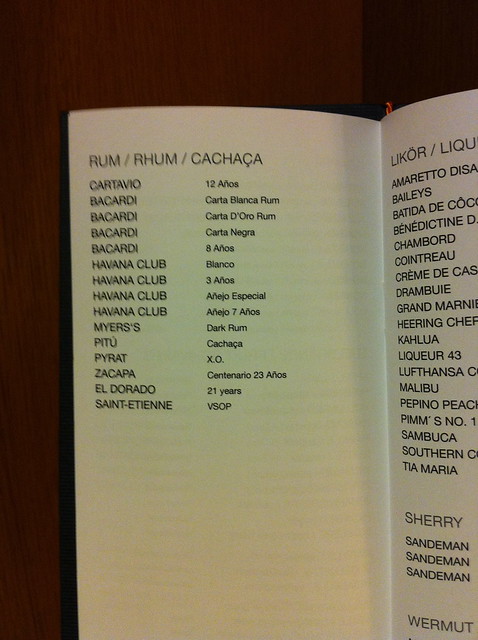 RUM / RHUM / CACHAÇA
CARTAVIO 12 Años
BACARDI Carta Blanca Rum
BACARDI Carta D'Oro Rum
BACARDI Carta Negra
BACARDI 8 Años
HAVANA CLUB Blanco
HAVANA CLUB 3 Años
HAVANA CLUB Añejo Especial
HAVANA CLUB Añejo 7 Años
MYERS'S Dark Rum
PITÚ Cachaça
PYRAT X.O.
ZACAPA Centenario 23 Años
EL DORADO 21 years
SAINT-ETIENNE VSOP
LIKÖR / LIQU
AMARETTO DISA
BAILEYS
BATIDA DE CÔCO
BÉNÉDICTINE D.
CHAMBORD
COINTREAU
CRÈME DE CAS
DRAMBUIE
GRAND MARNIE
HEERING CHER
KAHLUA
LIQUEUR 43
LUFTHANSA CO
MALIBU
PEPINO PEACH
PIMM´S NO. 1
SAMBUCA
SOUTHERN CO
TIA MARIA
SHERRY
SANDEMAN
SANDEMAN
SANDEMAN
WERMUT